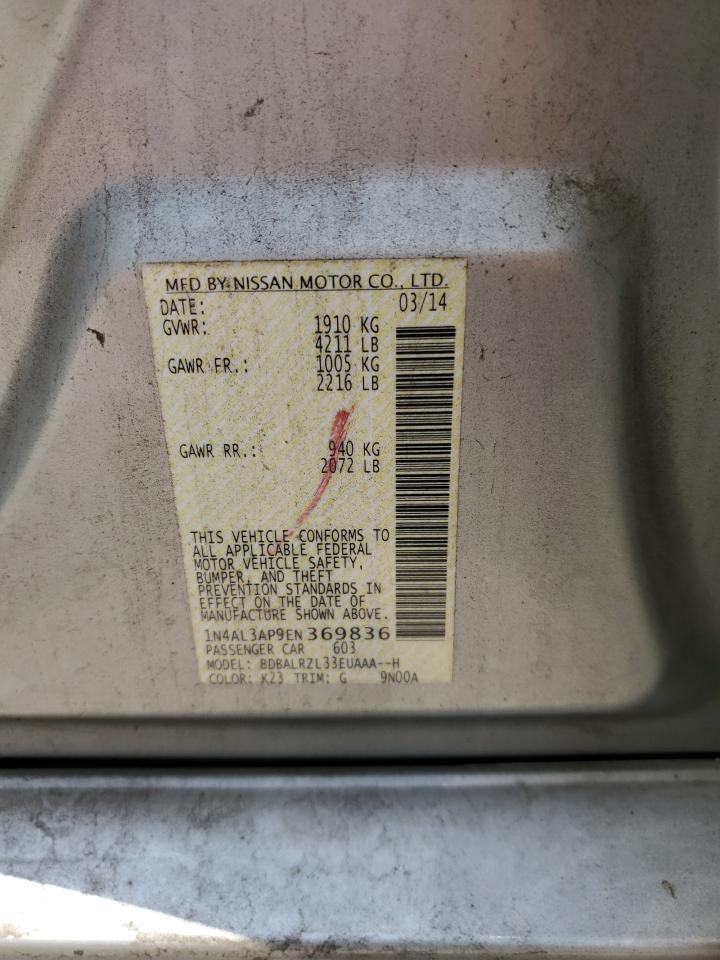 MFD BY NISSAN MOTOR CO., LTD.
DATE: 03/14
GVWR: 1910 KG
4211 LB
GAWR FR.: 1005 KG
2216 LB
GAWR RR.: 940 KG
2072 LB
THIS VEHICLE CONFORMS TO
ALL APPLICABLE FEDERAL
MOTOR VEHICLE SAFETY,
BUMPER, AND THEFT
PREVENTION STANDARDS IN
EFFECT ON THE DATE OF
MANUFACTURE SHOWN ABOVE.
1N4AL3AP9EN369836
PASSENGER CAR 603
MODEL: BDBALRZL33EUAAA--H
COLOR: K23 TRIM: G 9N00A